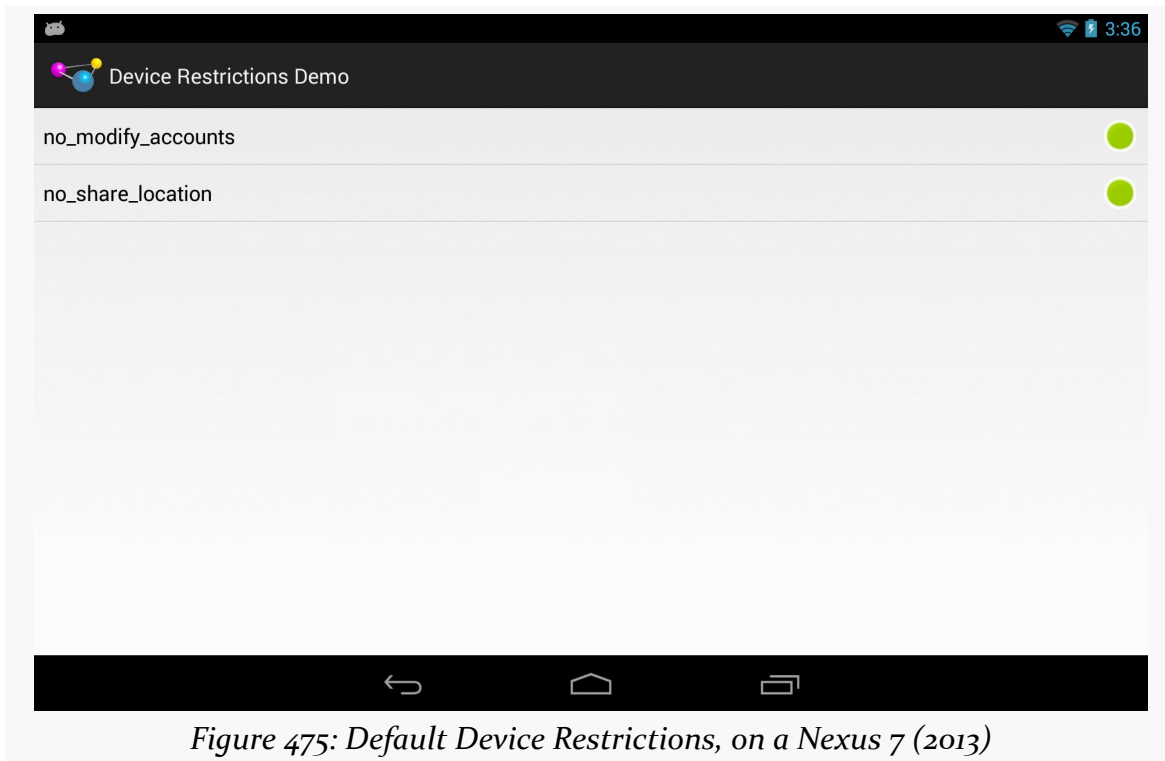 3:36
Device Restrictions Demo
no_modify_accounts
no_share_location
Figure 475: Default Device Restrictions, on a Nexus 7 (2013)